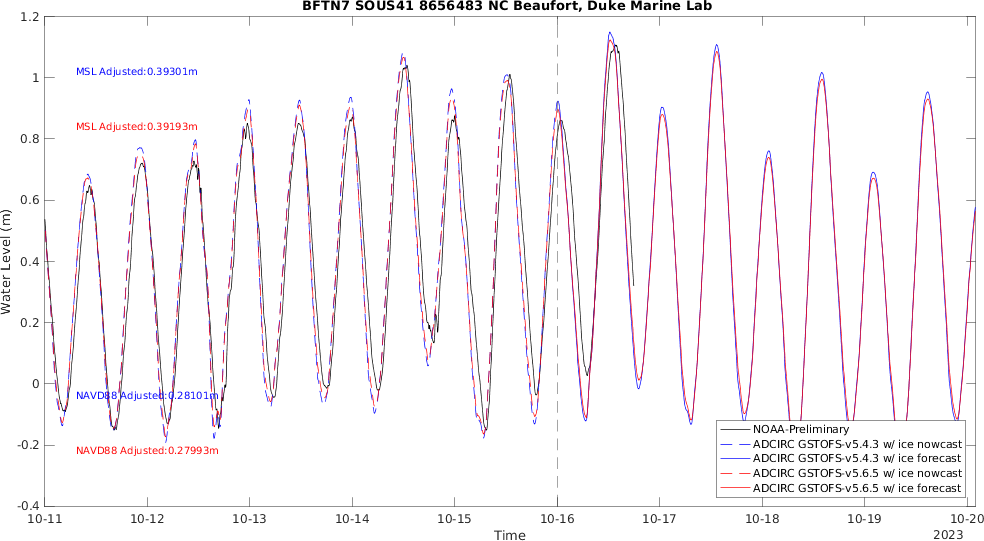 BFTN7 SOUS41 8656483 NC Beaufort, Duke Marine Lab
1.2
1
0.8
0.6
0.4
0.2
0
-0.2
-0.4
Water Level (m)
MSL Adjusted:0.39301m
MSL Adjusted:0.39193m
NAVD88 Adjusted:0.28101m
NAVD88 Adjusted:0.27993m
NOAA-Preliminary
ADCIRC GSTOFS-v5.4.3 w/ ice nowcast
ADCIRC GSTOFS-v5.4.3 w/ ice forecast
ADCIRC GSTOFS-v5.6.5 w/ ice nowcast
ADCIRC GSTOFS-v5.6.5 w/ ice forecast
10-11 10-12 10-13 10-14 10-15 10-16 10-17 10-18 10-19 10-20
Time
2023